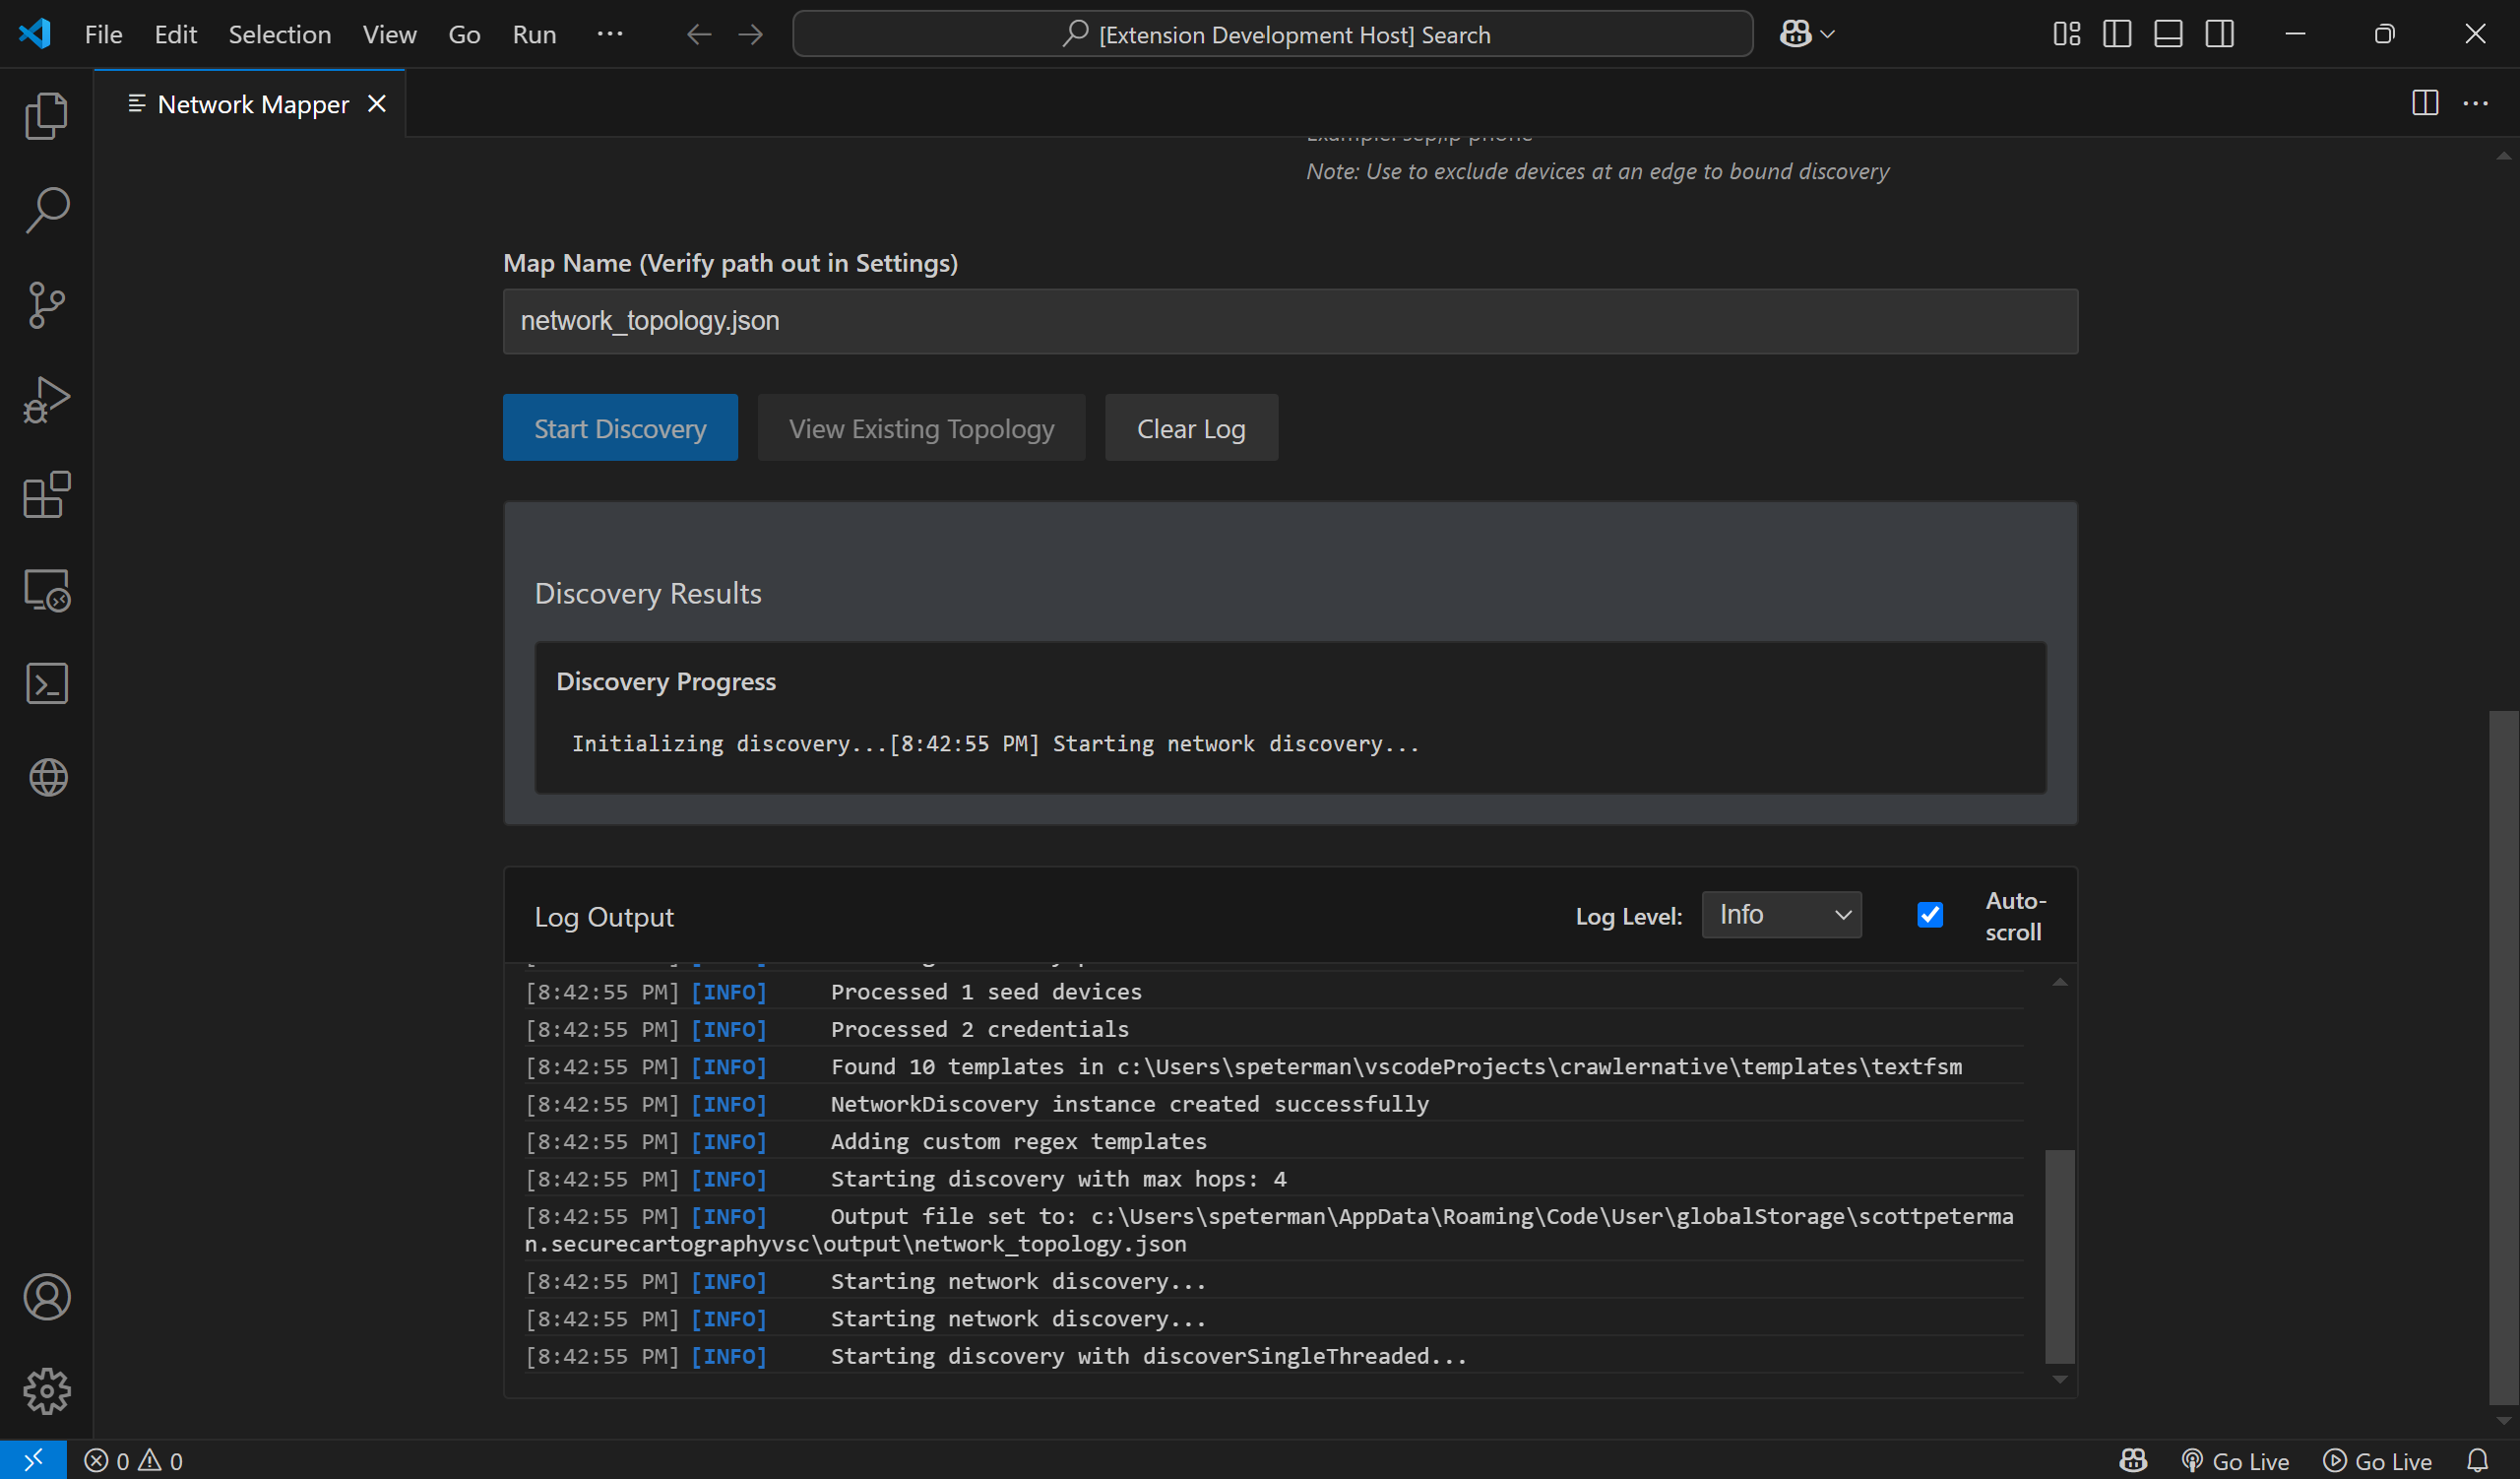 File Edit Selection View Go Run ··· [Extension Development Host] Search
Network Mapper
Example: sep,ip phone
Note: Use to exclude devices at an edge to bound discovery
Map Name (Verify path out in Settings)
network_topology.json
Start Discovery View Existing Topology Clear Log
Discovery Results
Discovery Progress
Initializing discovery...[8:42:55 PM] Starting network discovery...
Log Output Log Level: Info Auto-
scroll
[8:42:55 PM] [INFO] Processed 1 seed devices
[8:42:55 PM] [INFO] Processed 2 credentials
[8:42:55 PM] [INFO] Found 10 templates in c:\Users\speterman\vscodeProjects\crawlernative\templates\textfsm
[8:42:55 PM] [INFO] NetworkDiscovery instance created successfully
[8:42:55 PM] [INFO] Adding custom regex templates
[8:42:55 PM] [INFO] Starting discovery with max hops: 4
[8:42:55 PM] [INFO] Output file set to: c:\Users\speterman\AppData\Roaming\Code\User\globalStorage\scottpeterma
n.securecartographyvsc\output\network_topology.json
[8:42:55 PM] [INFO] Starting network discovery...
[8:42:55 PM] [INFO] Starting network discovery...
[8:42:55 PM] [INFO] Starting discovery with discoverSingleThreaded...
0 0 Go Live Go Live